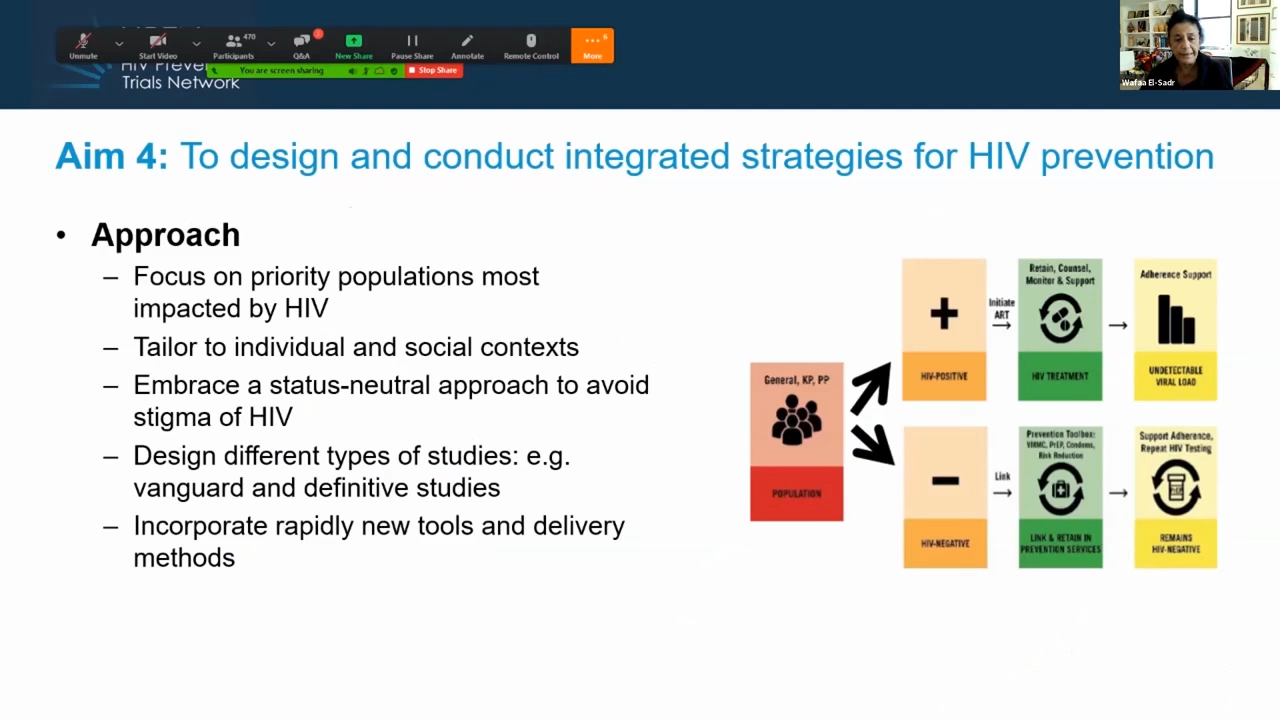 470
2
6
Unmute
Start Video
Participants
Q&A
New Share
Pause Share
Annotate
Remote Control
More
You are screen sharing
Stop Share
HIV Preve
Trials Network
Wafaa El-Sadr
Aim 4: To design and conduct integrated strategies for HIV prevention
• Approach
– Focus on priority populations most
impacted by HIV
– Tailor to individual and social contexts
– Embrace a status-neutral approach to avoid
stigma of HIV
– Design different types of studies: e.g.
vanguard and definitive studies
– Incorporate rapidly new tools and delivery
methods
General, KP, PP
POPULATION
+
HIV-POSITIVE
Initiate
ART
→
Retain, Counsel,
Monitor & Support
HIV TREATMENT
→
Adherence Support
UNDETECTABLE
VIRAL LOAD
−
HIV-NEGATIVE
Link
→
Prevention Toolbox:
VMMC, PrEP, Condoms,
Risk Reduction
LINK & RETAIN IN
PREVENTION SERVICES
→
Support Adherence,
Repeat HIV Testing
REMAINS
HIV-NEGATIVE